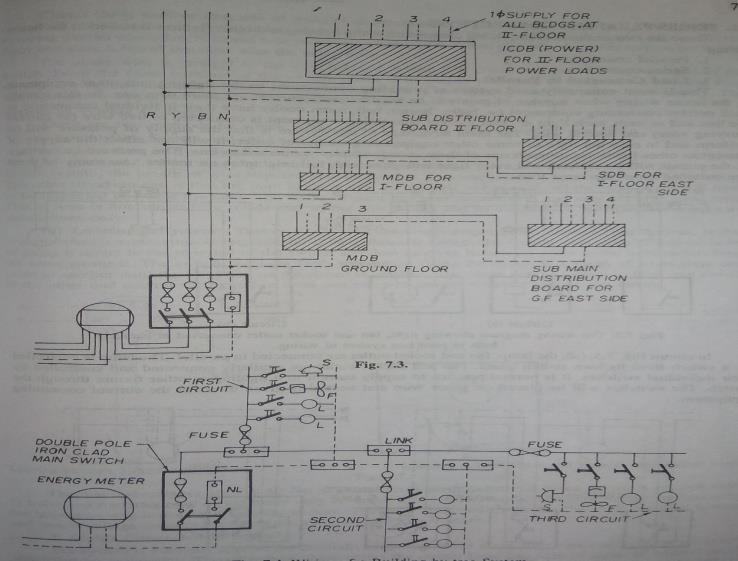 7
1 2 3 4
1ϕ SUPPLY FOR
ALL BLDGS. AT
II-FLOOR
ICDB (POWER)
FOR II-FLOOR
POWER LOADS
R Y B N
SUB DISTRIBUTION
BOARD II FLOOR
MDB FOR
I-FLOOR
SDB FOR
I-FLOOR EAST
SIDE
1 2 3
MDB
GROUND FLOOR
1 2 3 4
SUB MAIN
DISTRIBUTION
BOARD FOR
G.F EAST SIDE
Fig. 7.3.
FIRST
CIRCUIT
S
F
L
L
FUSE
LINK
FUSE
DOUBLE POLE
IRON CLAD
MAIN SWITCH
ENERGY METER
NL
SECOND
CIRCUIT
S F L L
THIRD CIRCUIT